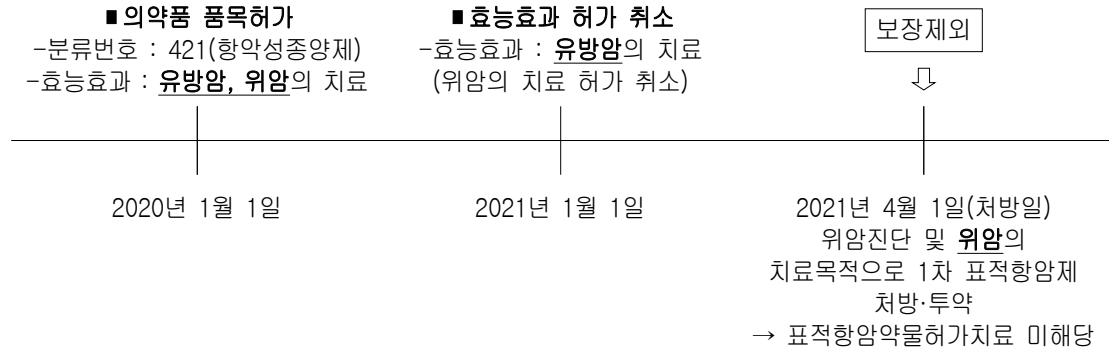 ■의약품 품목허가
-분류번호 : 421(항악성종양제)
-효능효과 : 유방암, 위암의 치료
■효능효과 허가 취소
-효능효과 : 유방암의 치료
(위암의 치료 허가 취소)
보장제외
⇩
2020년 1월 1일
2021년 1월 1일
2021년 4월 1일(처방일)
위암진단 및 위암의
치료목적으로 1차 표적항암제
처방·투약
→ 표적항암약물허가치료 미해당